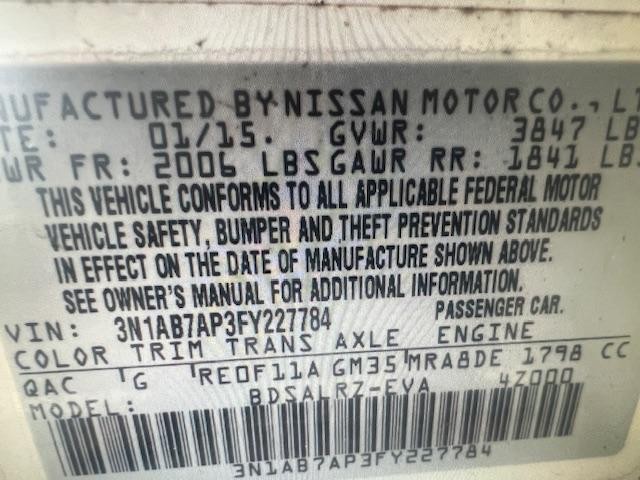 UFACTURED BY NISSAN MOTOR CO., LT
TE: 01/15. GVWR: 3847 LB
WR FR: 2006 LBS GAWR RR: 1841 LB
THIS VEHICLE CONFORMS TO ALL APPLICABLE FEDERAL MOTOR
VEHICLE SAFETY, BUMPER AND THEFT PREVENTION STANDARDS
IN EFFECT ON THE DATE OF MANUFACTURE SHOWN ABOVE.
SEE OWNER'S MANUAL FOR ADDITIONAL INFORMATION.
VIN: 3N1AB7AP3FY227784 PASSENGER CAR.
COLOR TRIM TRANS AXLE ENGINE
QAC G RE0F11A GM35 MRA8DE 1798 CC
MODEL: BDSALRZ-EVA 4Z000
3N1AB7AP3FY227784